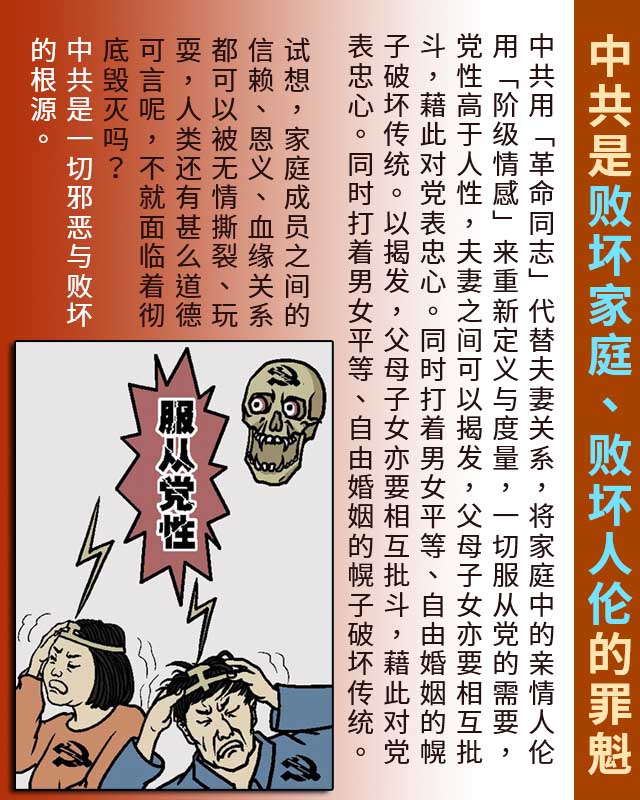 中共是败坏家庭、败坏人伦的罪魁
中共用「革命同志」代替夫妻关系，将家庭中的亲情人伦
用「阶级情感」来重新定义与度量，一切服从党的需要，
党性高于人性，夫妻之间可以揭发，父母子女亦要相互批
斗，藉此对党表忠心。同时打着男女平等、自由婚姻的幌
子破坏传统。以揭发，父母子女亦要相互批斗，藉此对党
表忠心。同时打着男女平等、自由婚姻的幌子破坏传统。
试想，家庭成员之间的
信赖、恩义、血缘关系
都可以被无情撕裂、玩
耍，人类还有甚么道德
可言呢，不就面临着彻
底毁灭吗？
中共是一切邪恶与败坏
的根源。
服从党性